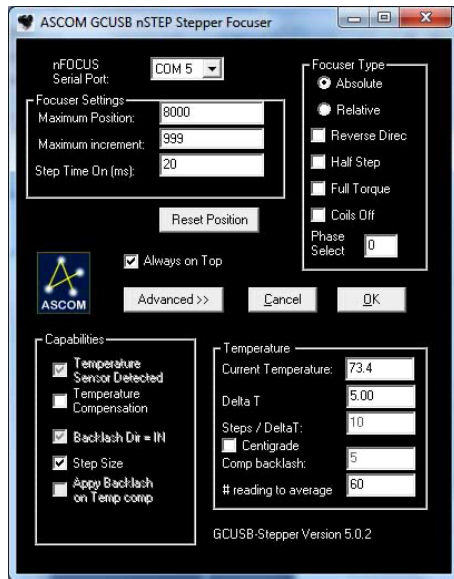 ASCOM GCUSB nSTEP Stepper Focuser
nFOCUS
Serial Port:
COM 5
Focuser Settings
Maximum Position:
8000
Maximum increment:
999
Step Time On (ms):
20
Focuser Type
Absolute
Relative
Reverse Direc
Half Step
Full Torque
Coils Off
Phase
Select
0
Reset Position
Always on Top
ASCOM
Advanced >>
Cancel
OK
Capabilities
Temperature
Sensor Detected
Temperature
Compensation
Backlash Dir = IN
Step Size
Appy Backlash
on Temp comp
Temperature
Current Temperature:
73.4
Delta T
5.00
Steps / DeltaT:
10
Centigrade
Comp backlash:
5
# reading to average
60
GCUSB-Stepper Version 5.0.2